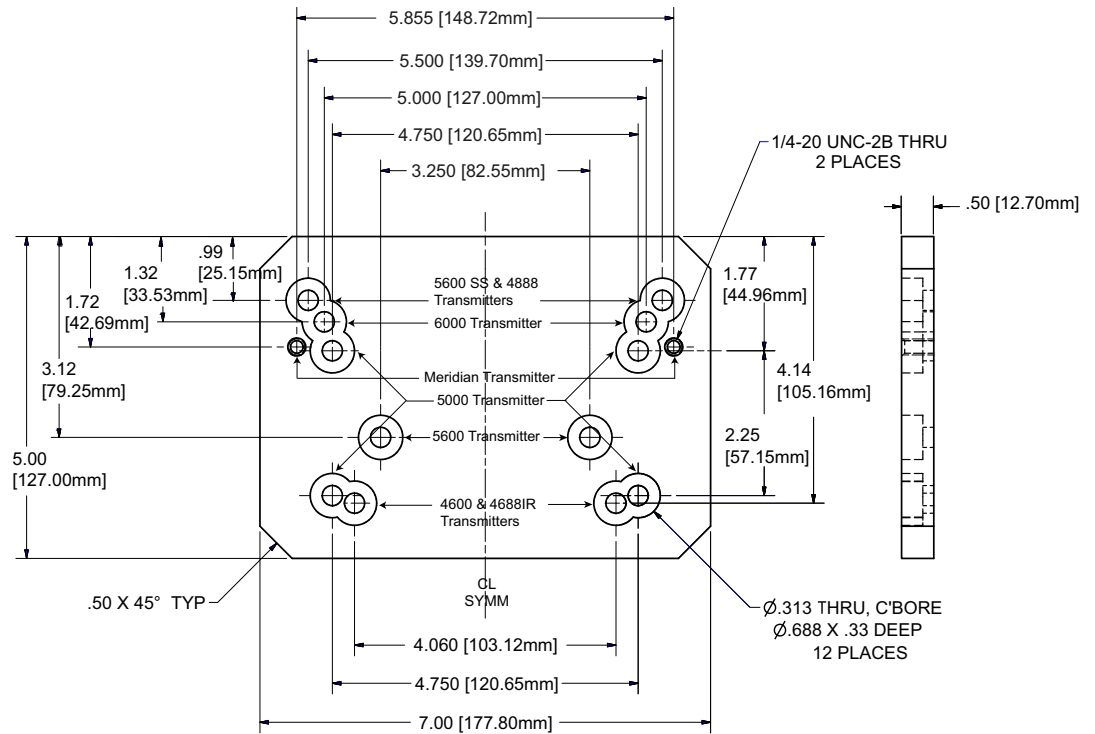 5.855 [148.72mm]
5.500 [139.70mm]
5.000 [127.00mm]
4.750 [120.65mm]
3.250 [82.55mm]
1/4-20 UNC-2B THRU
2 PLACES
.50 [12.70mm]
.99
[25.15mm]
1.32
[33.53mm]
1.72
[42.69mm]
3.12
[79.25mm]
5.00
[127.00mm]
5600 SS & 4888
Transmitters
6000 Transmitter
Meridian Transmitter
5000 Transmitter
5600 Transmitter
4600 & 4688IR
Transmitters
1.77
[44.96mm]
4.14
[105.16mm]
2.25
[57.15mm]
.50 X 45° TYP
CL
SYMM
Ø.313 THRU, C'BORE
Ø.688 X .33 DEEP
12 PLACES
4.060 [103.12mm]
4.750 [120.65mm]
7.00 [177.80mm]